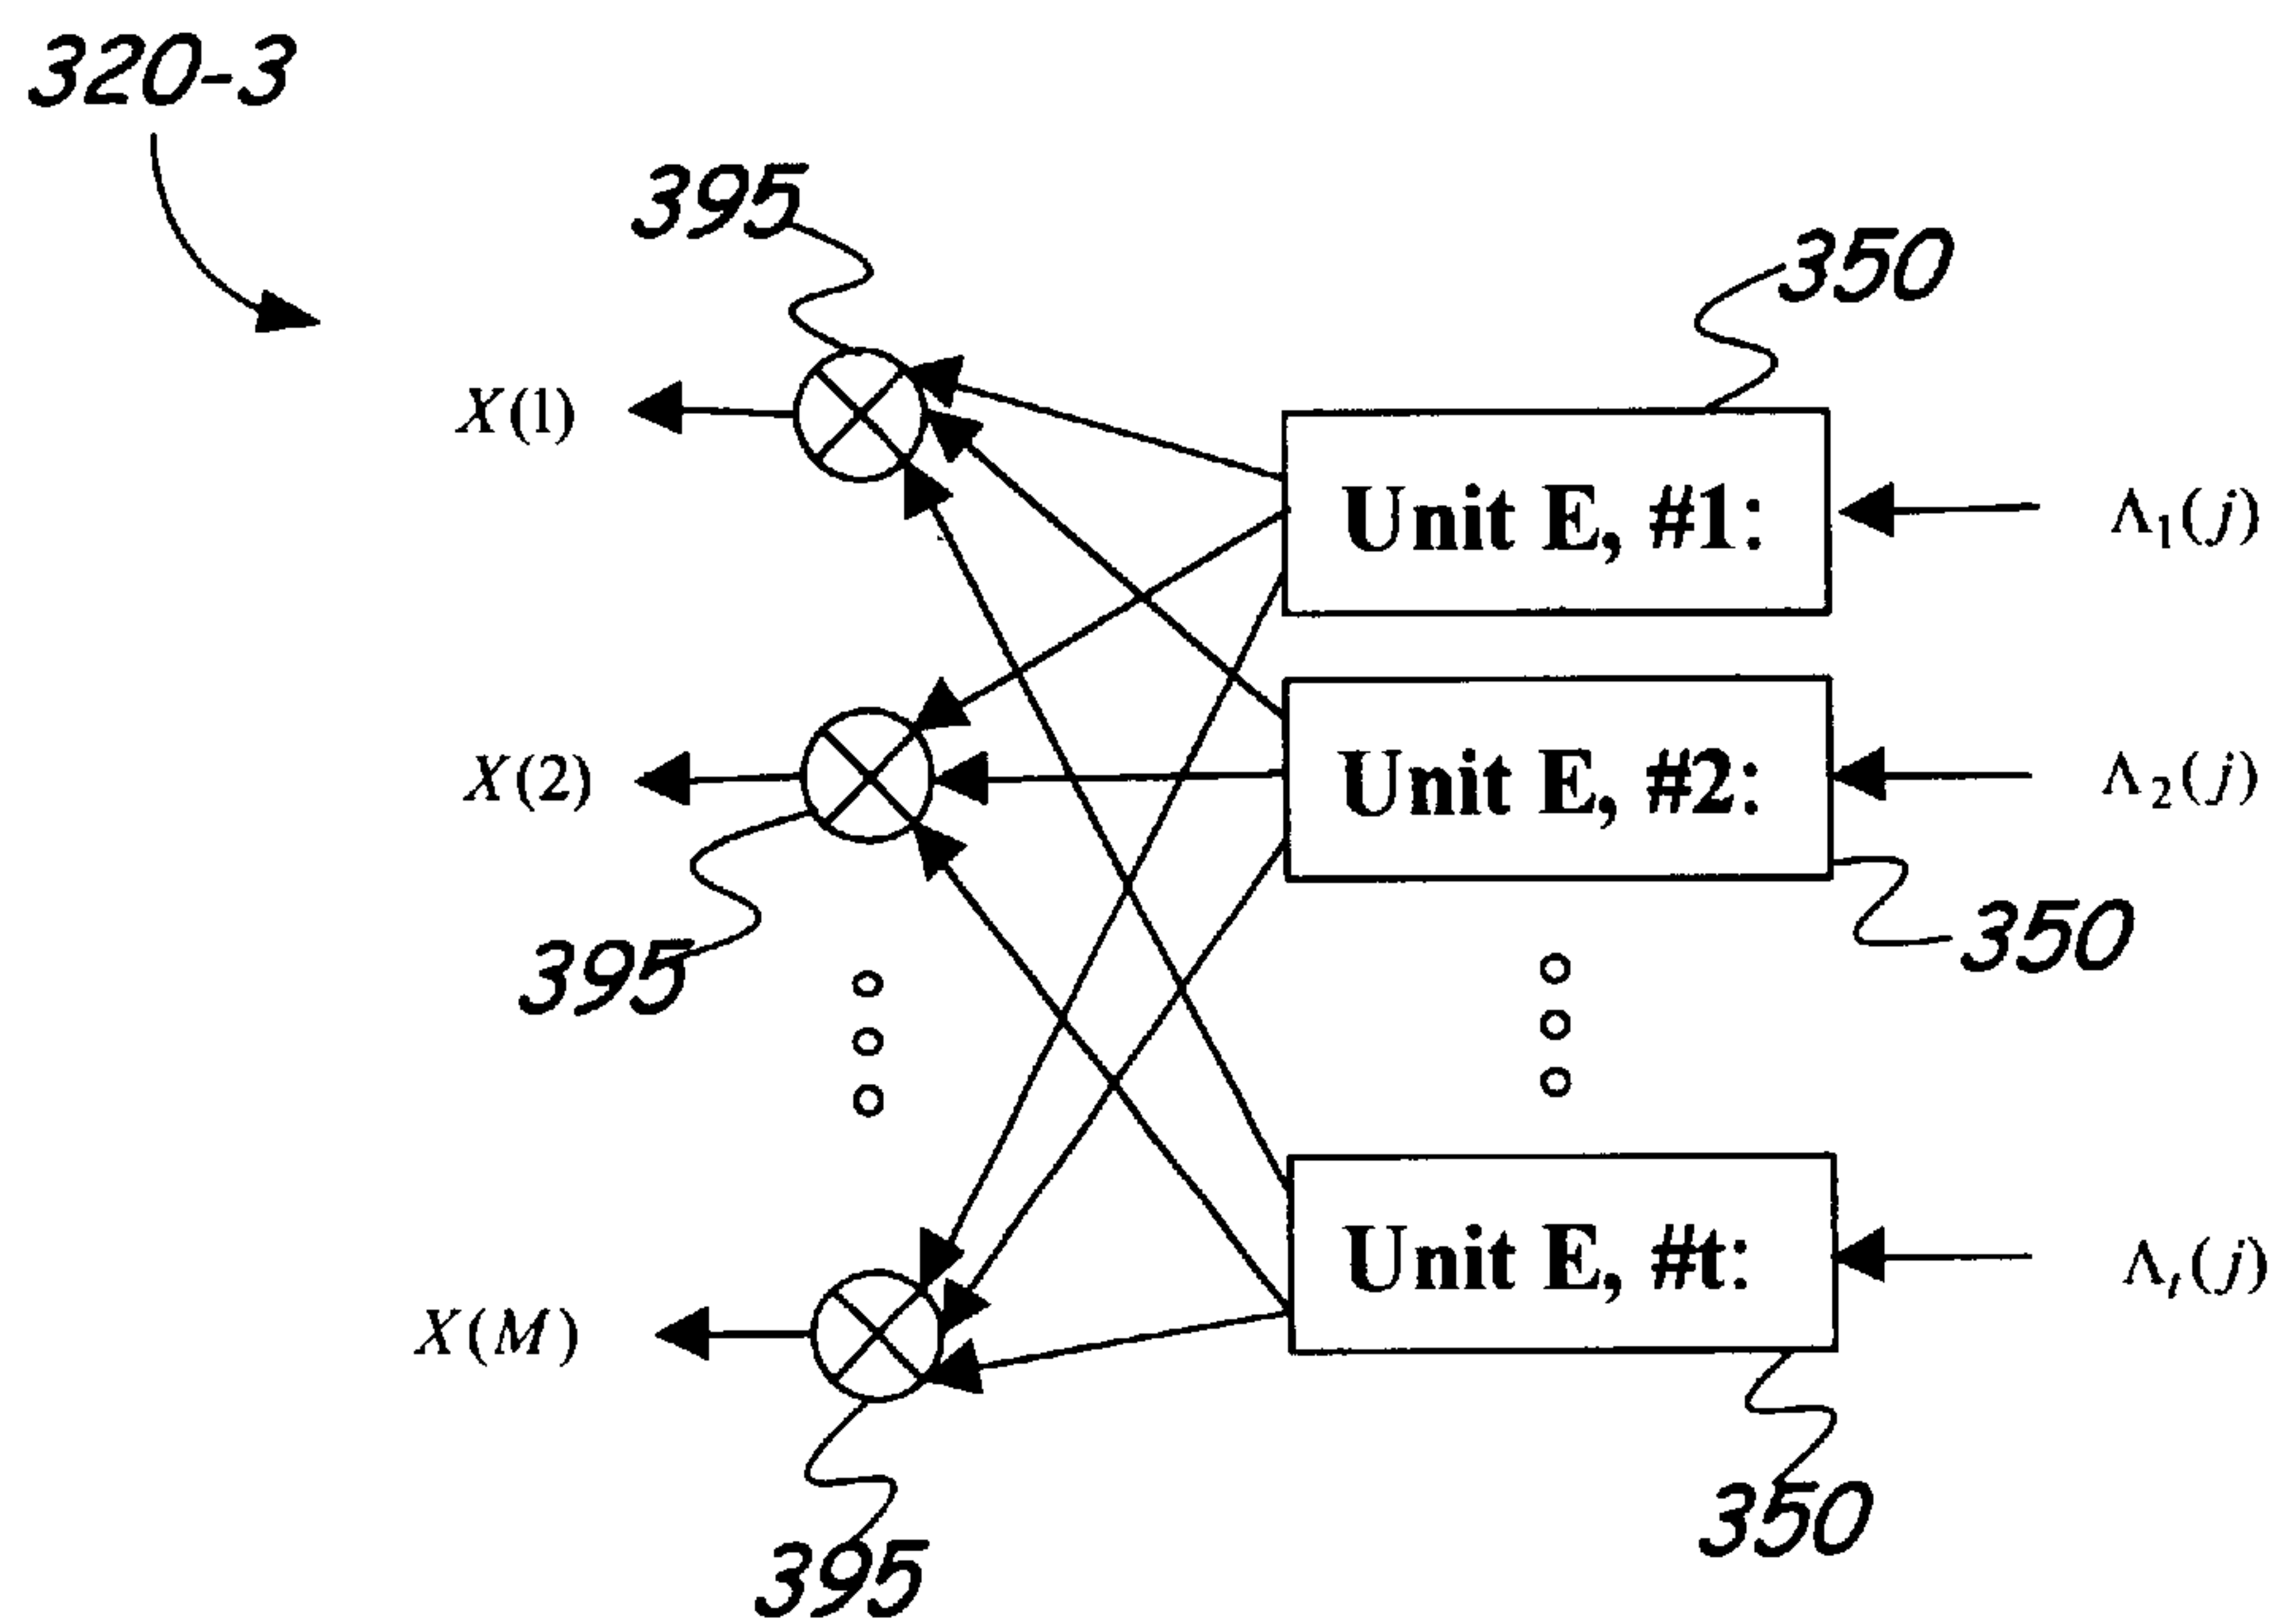 320-3
395
350
X(1)
Unit E, #1:
Λ₁(j)
X(2)
Unit E, #2:
Λ₂(j)
395
350
X(M)
Unit E, #t:
Λₜ(j)
350
395